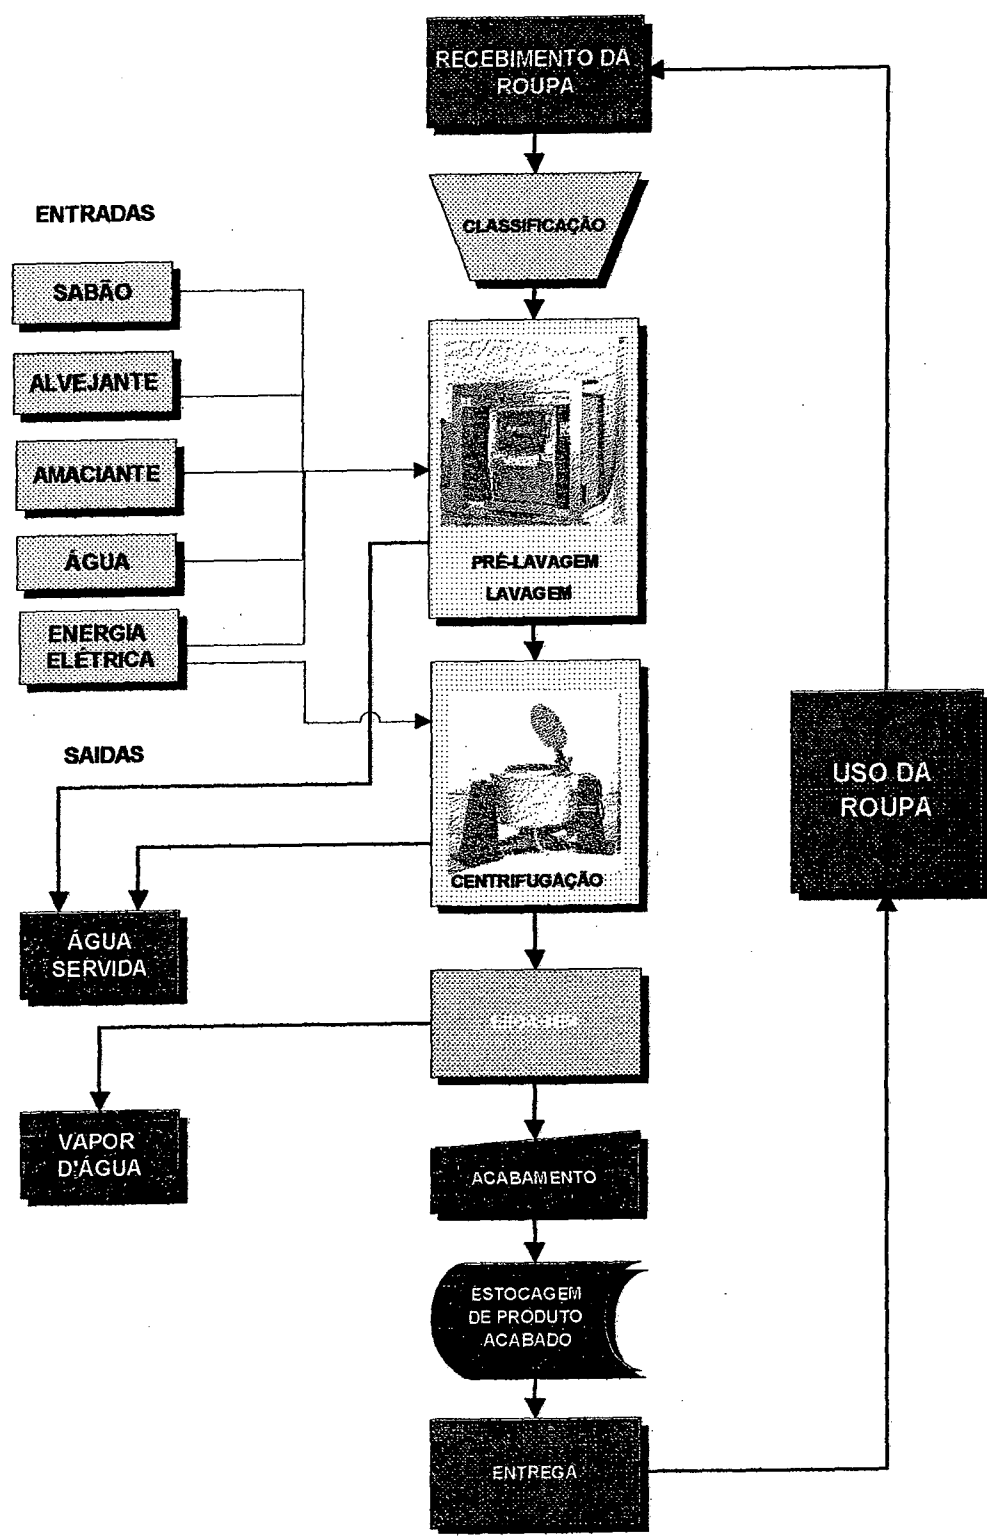 RECEBIMENTO DA
ROUPA
CLASSIFICAÇÃO
ENTRADAS
SABÃO
ALVEJANTE
AMACIANTE
ÁGUA
ENERGIA
ELÉTRICA
PRÉ-LAVAGEM
LAVAGEM
SAIDAS
CENTRIFUGAÇÃO
USO DA
ROUPA
ÁGUA
SERVIDA
VAPOR
D'ÁGUA
ACABAMENTO
ESTOCAGEM
DE PRODUTO
ACABADO
ENTREGA